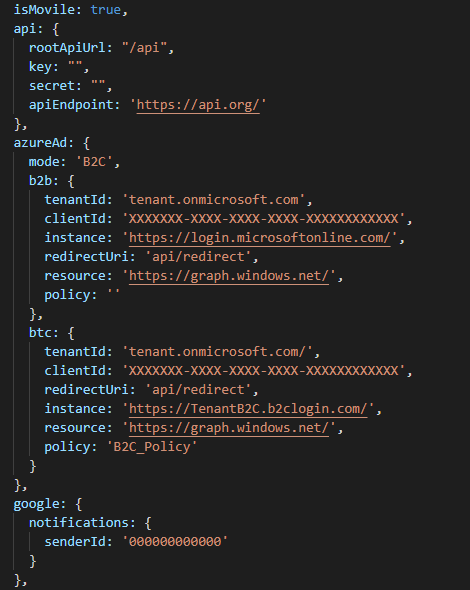 isMovile: true,
api: {
rootApiUrl: "/api",
key: "",
secret: "",
apiEndpoint: 'https://api.org/'
},
azureAd: {
mode: 'B2C',
b2b: {
tenantId: 'tenant.onmicrosoft.com',
clientId: 'XXXXXXX-XXXX-XXXX-XXXX-XXXXXXXXXXXX',
instance: 'https://login.microsoftonline.com/',
redirectUri: 'api/redirect',
resource: 'https://graph.windows.net/',
policy: ''
},
btc: {
tenantId: 'tenant.onmicrosoft.com/',
clientId: 'XXXXXXX-XXXX-XXXX-XXXX-XXXXXXXXXXXX',
redirectUri: 'api/redirect',
instance: 'https://TenantB2C.b2clogin.com/',
resource: 'https://graph.windows.net/',
policy: 'B2C_Policy'
}
},
google: {
notifications: {
senderId: '000000000000'
}
},